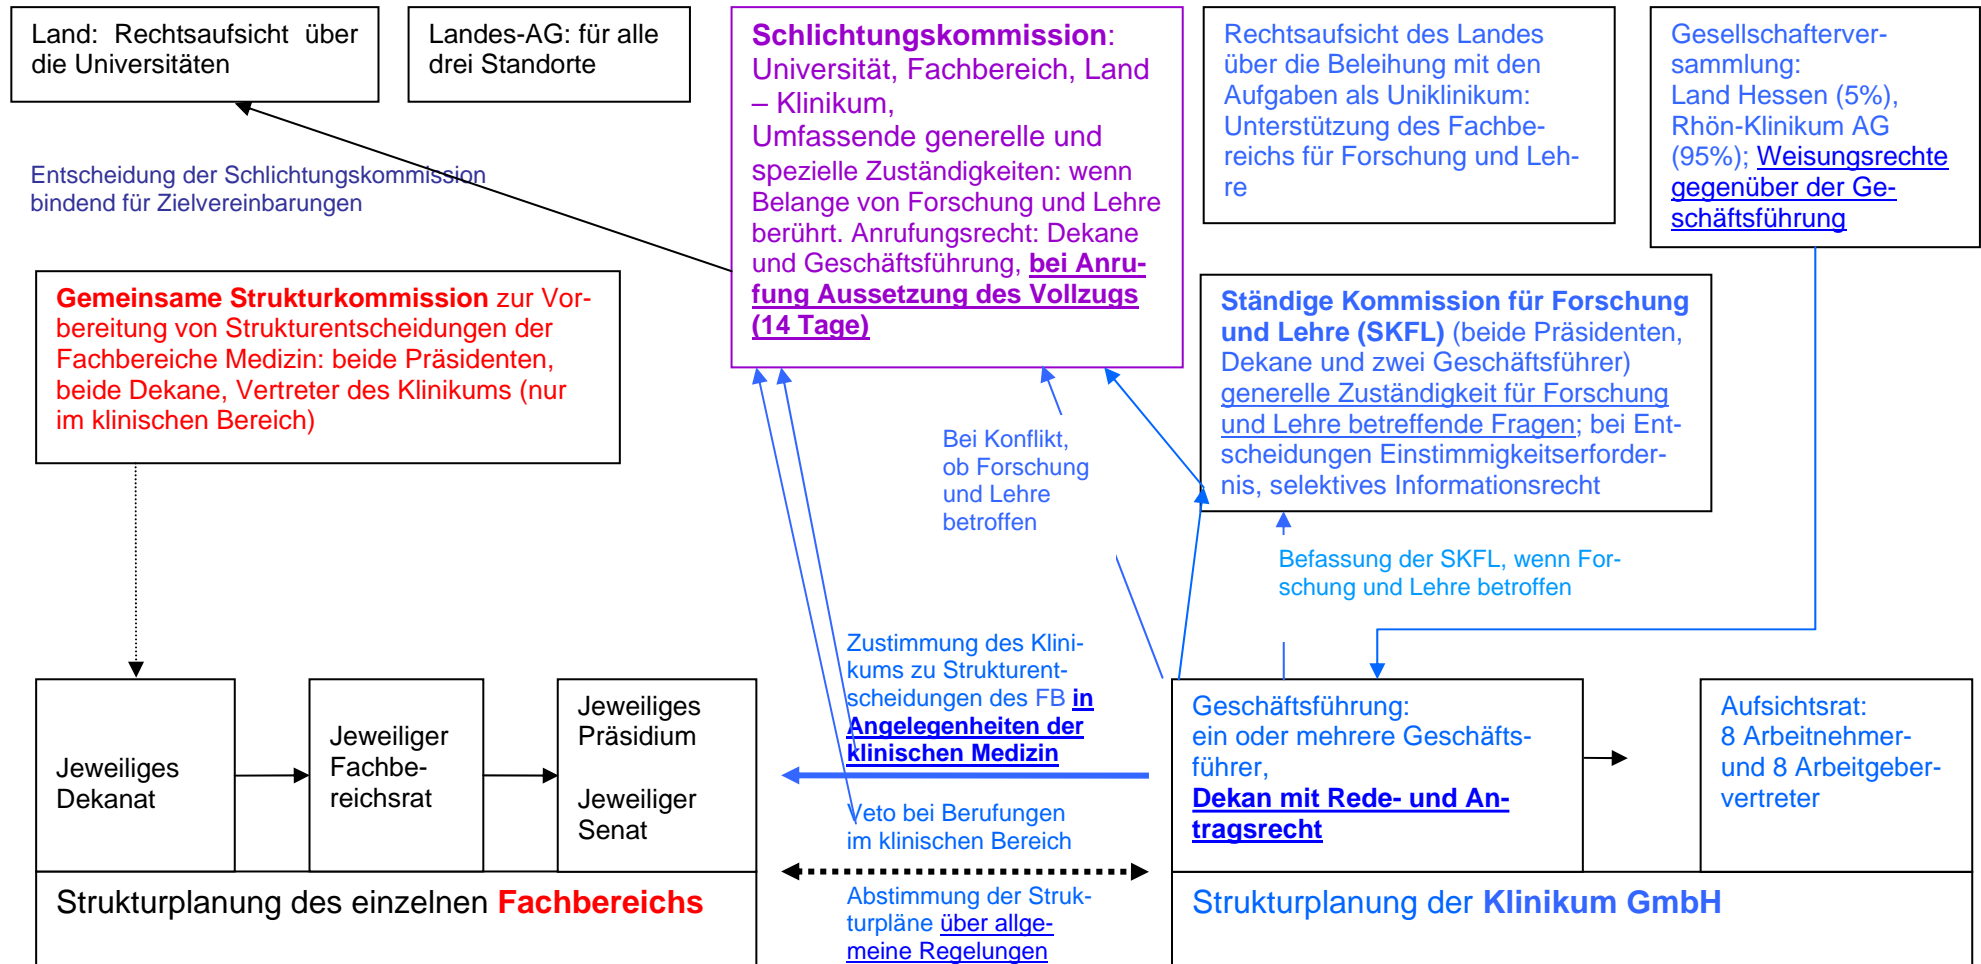 Land: Rechtsaufsicht über
die Universitäten
Landes-AG: für alle
drei Standorte
Schlichtungskommission:
Universität, Fachbereich, Land
– Klinikum,
Umfassende generelle und
spezielle Zuständigkeiten: wenn
Belange von Forschung und Lehre
berührt. Anrufungsrecht: Dekane
und Geschäftsführung, bei Anru-
fung Aussetzung des Vollzugs
(14 Tage)
Rechtsaufsicht des Landes
über die Beleihung mit den
Aufgaben als Uniklinikum:
Unterstützung des Fachbe-
reichs für Forschung und Leh-
re
Gesellschafterver-
sammlung:
Land Hessen (5%),
Rhön-Klinikum AG
(95%); Weisungsrechte
gegenüber der Ge-
schäftsführung
Entscheidung der Schlichtungskommission
bindend für Zielvereinbarungen
Gemeinsame Strukturkommission zur Vor-
bereitung von Strukturentscheidungen der
Fachbereiche Medizin: beide Präsidenten,
beide Dekane, Vertreter des Klinikums (nur
im klinischen Bereich)
Ständige Kommission für Forschung
und Lehre (SKFL) (beide Präsidenten,
Dekane und zwei Geschäftsführer)
generelle Zuständigkeit für Forschung
und Lehre betreffende Fragen; bei Ent-
scheidungen Einstimmigkeitserforder-
nis, selektives Informationsrecht
Bei Konflikt,
ob Forschung
und Lehre
betroffen
Befassung der SKFL, wenn For-
schung und Lehre betroffen
Zustimmung des Klini-
kums zu Strukturent-
scheidungen des FB in
Angelegenheiten der
klinischen Medizin
Jeweiliges
Dekanat
Jeweiliger
Fachbe-
reichsrat
Jeweiliges
Präsidium
Jeweiliger
Senat
Veto bei Berufungen
im klinischen Bereich
Geschäftsführung:
ein oder mehrere Geschäfts-
führer,
Dekan mit Rede- und An-
tragsrecht
Aufsichtsrat:
8 Arbeitnehmer-
und 8 Arbeitgeber-
vertreter
Strukturplanung des einzelnen Fachbereichs
Abstimmung der Struk-
turpläne über allge-
meine Regelungen
Strukturplanung der Klinikum GmbH